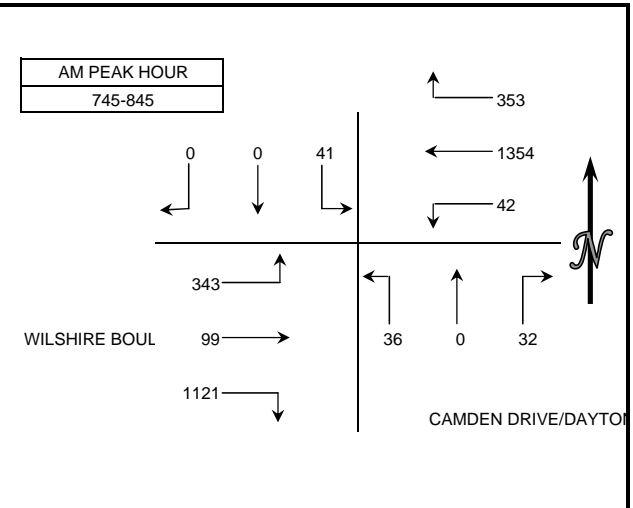 AM PEAK HOUR
745-845
353
0 0 41
1354
42
N
343
WILSHIRE BOUL 99
36 0 32
1121
CAMDEN DRIVE/DAYTON